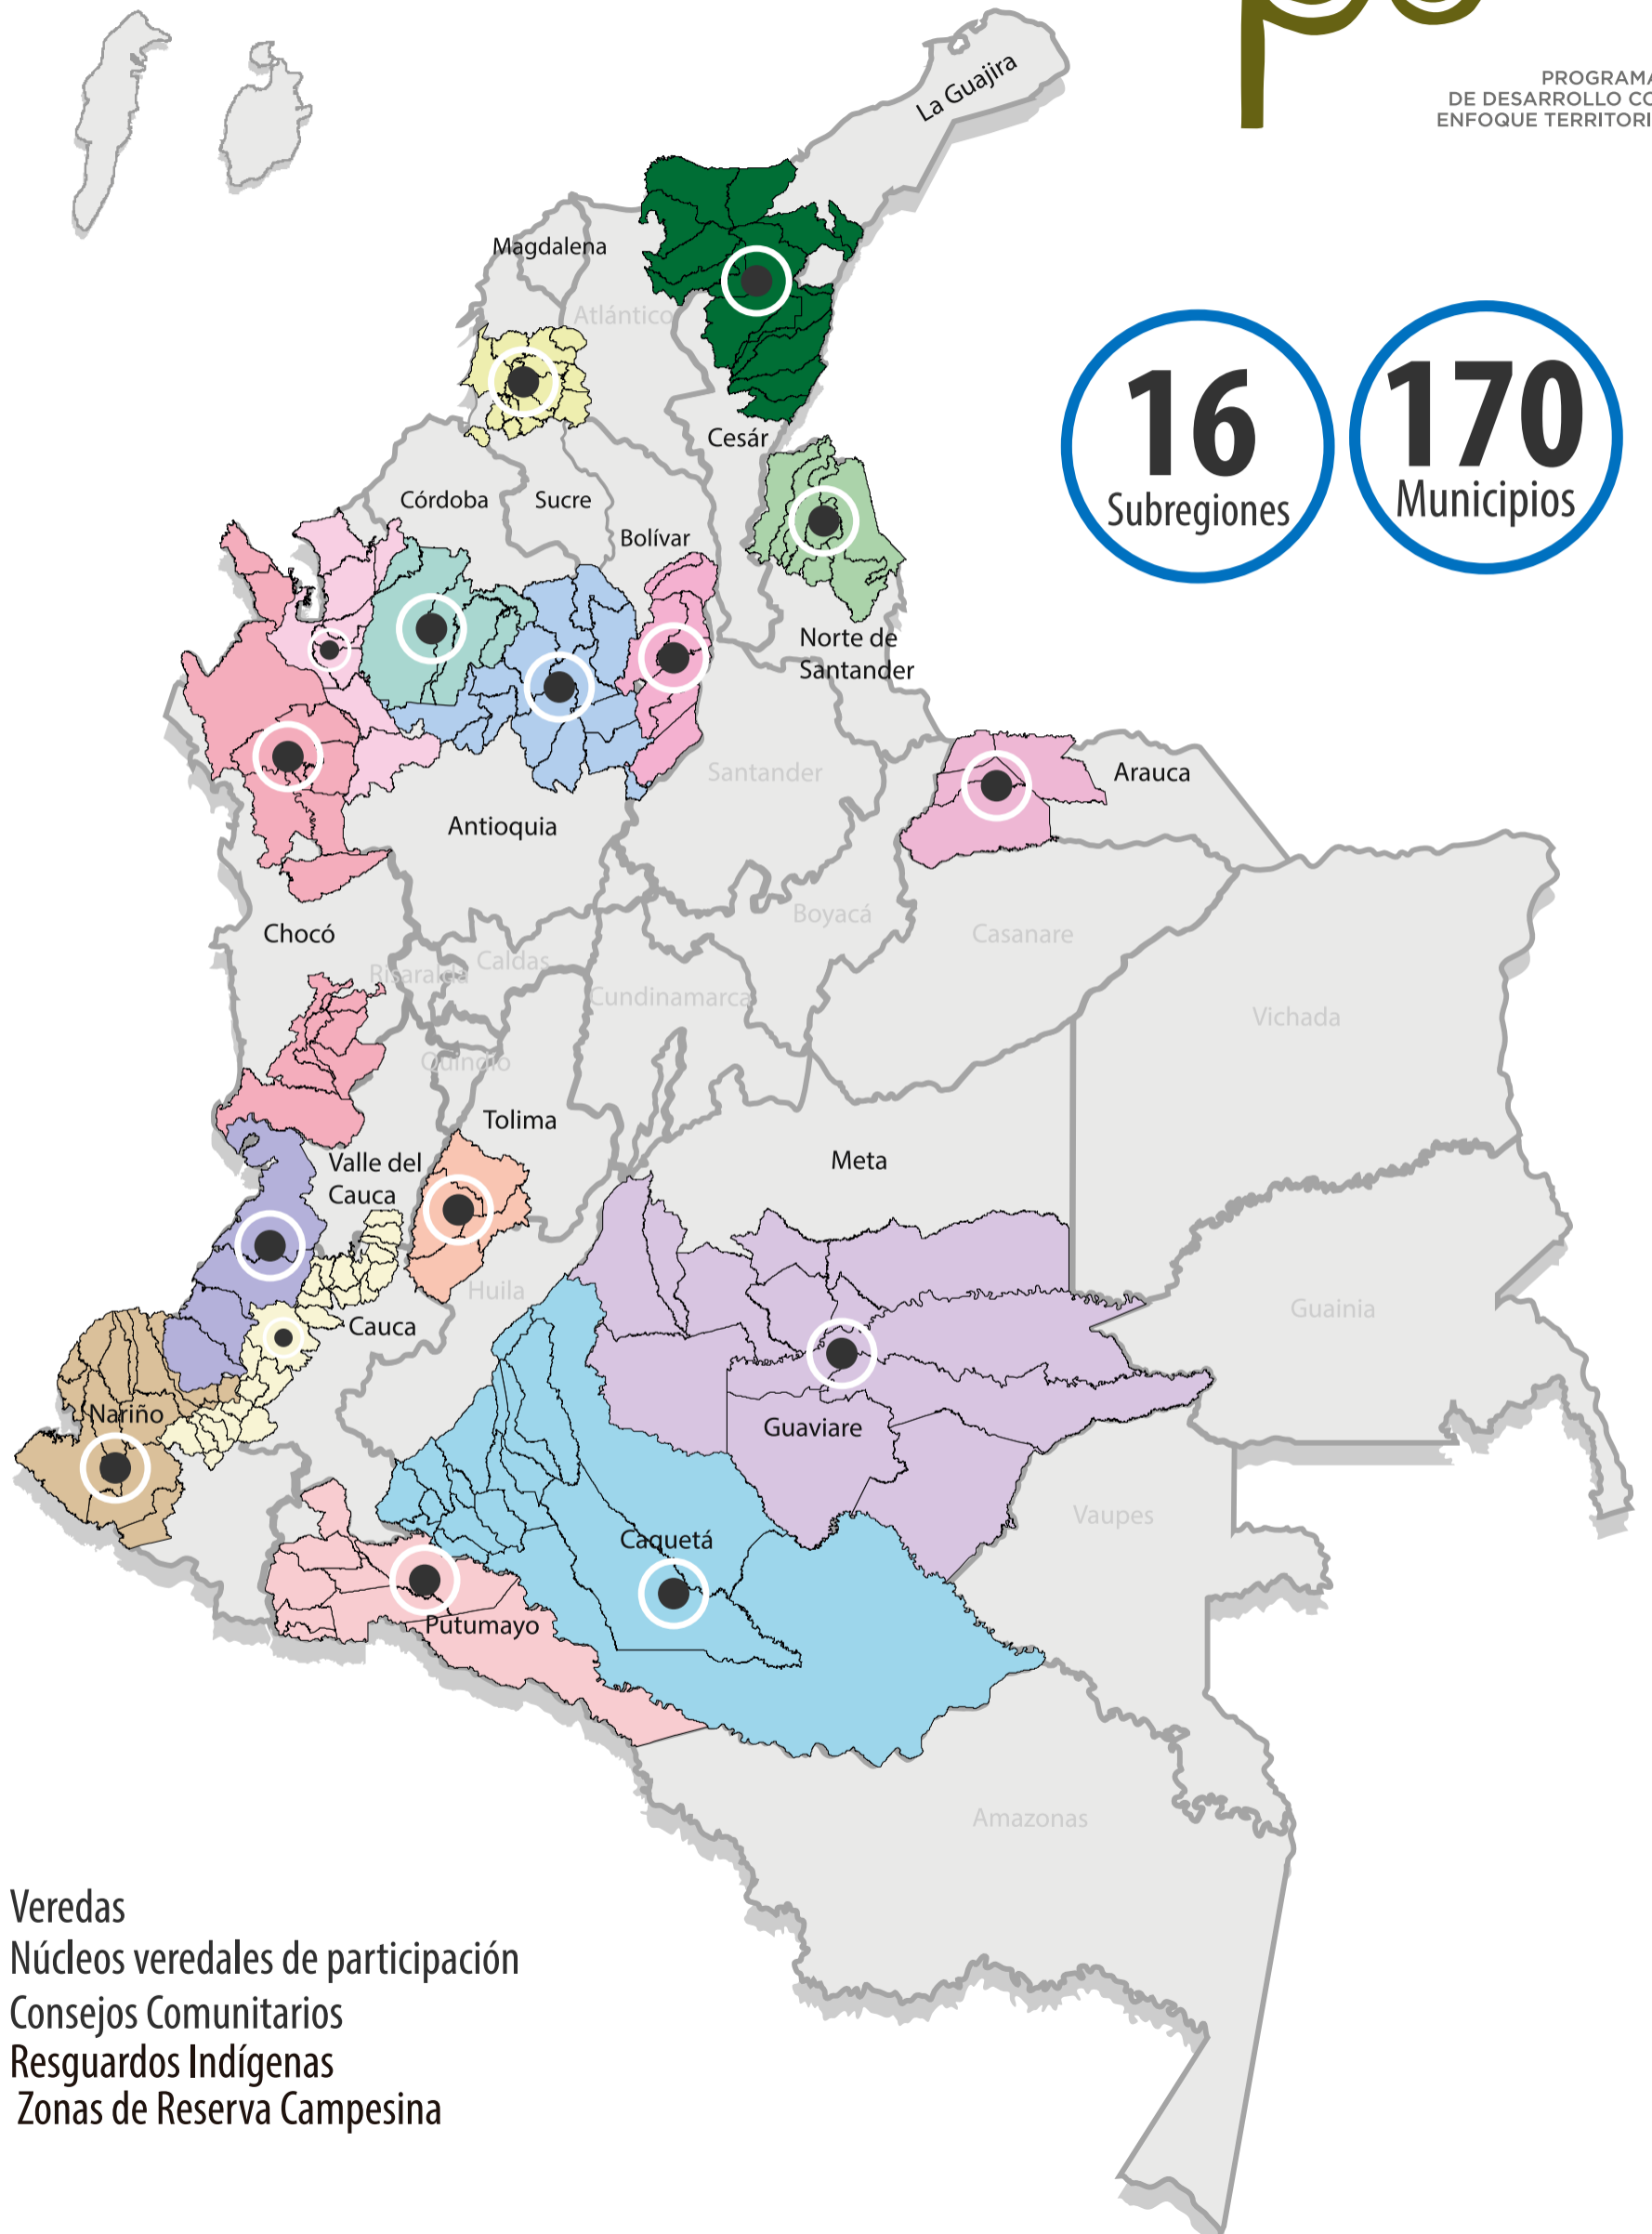 PROGRAMA
DE DESARROLLO CO
ENFOQUE TERRITORI
La Guajira
Magdalena
Atlántico
16
Subregiones
170
Municipios
Cesár
Córdoba
Sucre
Bolívar
Norte de
Santander
Santander
Arauca
Antioquia
Boyacá
Casanare
Chocó
Risaralda
Caldas
Cundinamarca
Vichada
Quindio
Tolima
Valle del
Cauca
Meta
Huila
Guainia
Cauca
Nariño
Guaviare
Vaupes
Caquetá
Putumayo
Amazonas
Veredas
Núcleos veredales de participación
Consejos Comunitarios
Resguardos Indígenas
Zonas de Reserva Campesina